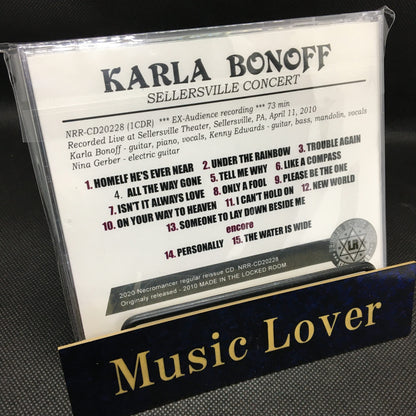 KARLA BONOFF
SELLERSVILLE CONCERT
NRR-CD20228 (1CDR) *** EX-Audience recording *** 73 min
Recorded Live at Sellersville Theater, Sellersville, PA, April 11, 2010
Karla Bonoff - guitar, piano, vocals, Kenny Edwards - guitar, bass, mandolin, vocals
Nina Gerber - electric guitar
1. HOMELF HE'S EVER NEAR 2. UNDER THE RAINBOW 3. TROUBLE AGAIN
4. ALL THE WAY GONE 5. TELL ME WHY 6. LIKE A COMPASS
7. ISN'T IT ALWAYS LOVE 8. ONLY A FOOL 9. PLEASE BE THE ONE
10. ON YOUR WAY TO HEAVEN 11. I CAN'T HOLD ON 12. NEW WORLD
13. SOMEONE TO LAY DOWN BESIDE ME
encore
14. PERSONALLY 15. THE WATER IS WIDE
2020 Necromancer regular reissue CD NRR-CD20228
Originaly released - 2010 MADE IN THE LOCKED ROOM
LR
Music Lover